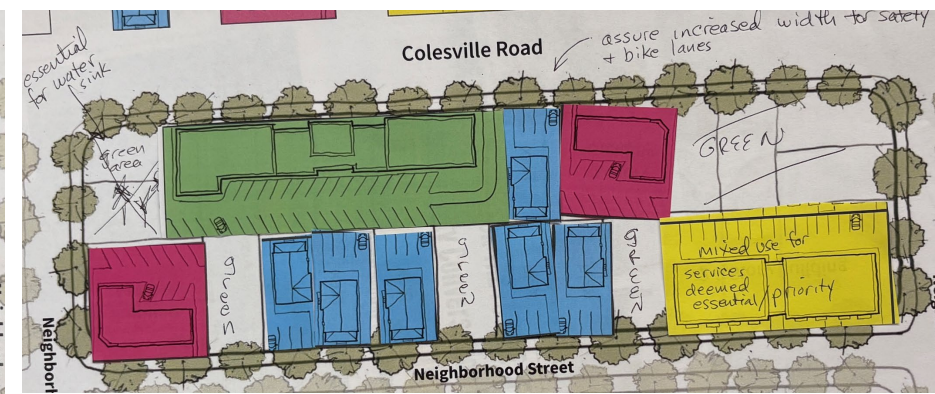 Colesville Road
assure increased width for safety
+ bike lanes
essential
for water
sink
green
area
GREEN
green
green
GREEN
mixed use for
services
deemed
essential/priority
Neighborhood Street
Neighborh